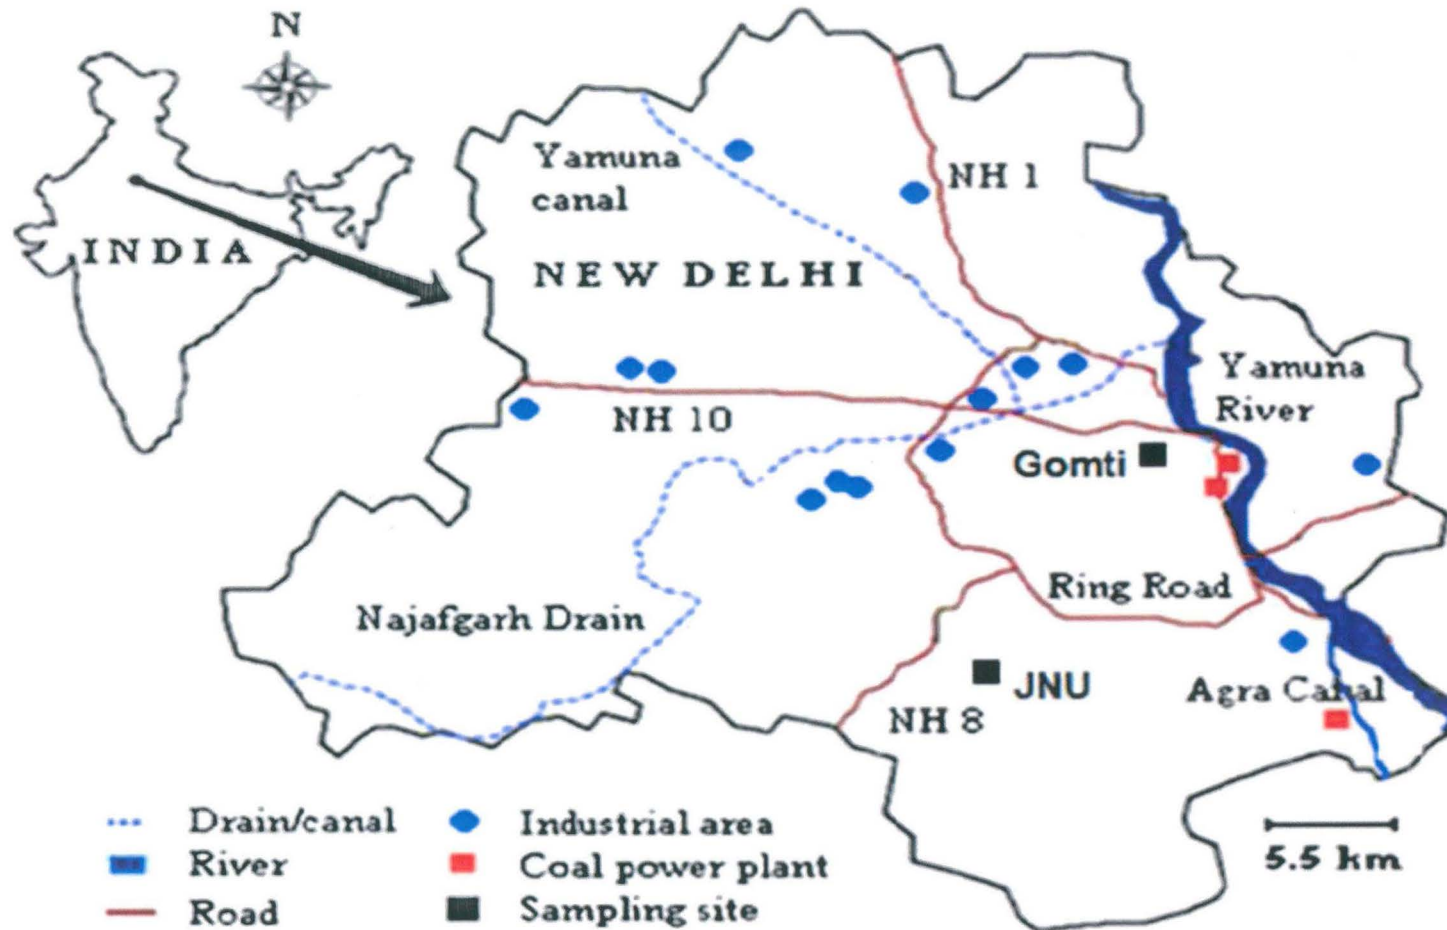 N
INDIA
Yamuna
canal
NEW DELHI
NH 1
Yamuna
River
NH 10
Gomti
Ring Road
Najafgarh Drain
JNU
NH 8
Agra Canal
Drain/canal
River
Road
Industrial area
Coal power plant
Sampling site
5.5 km